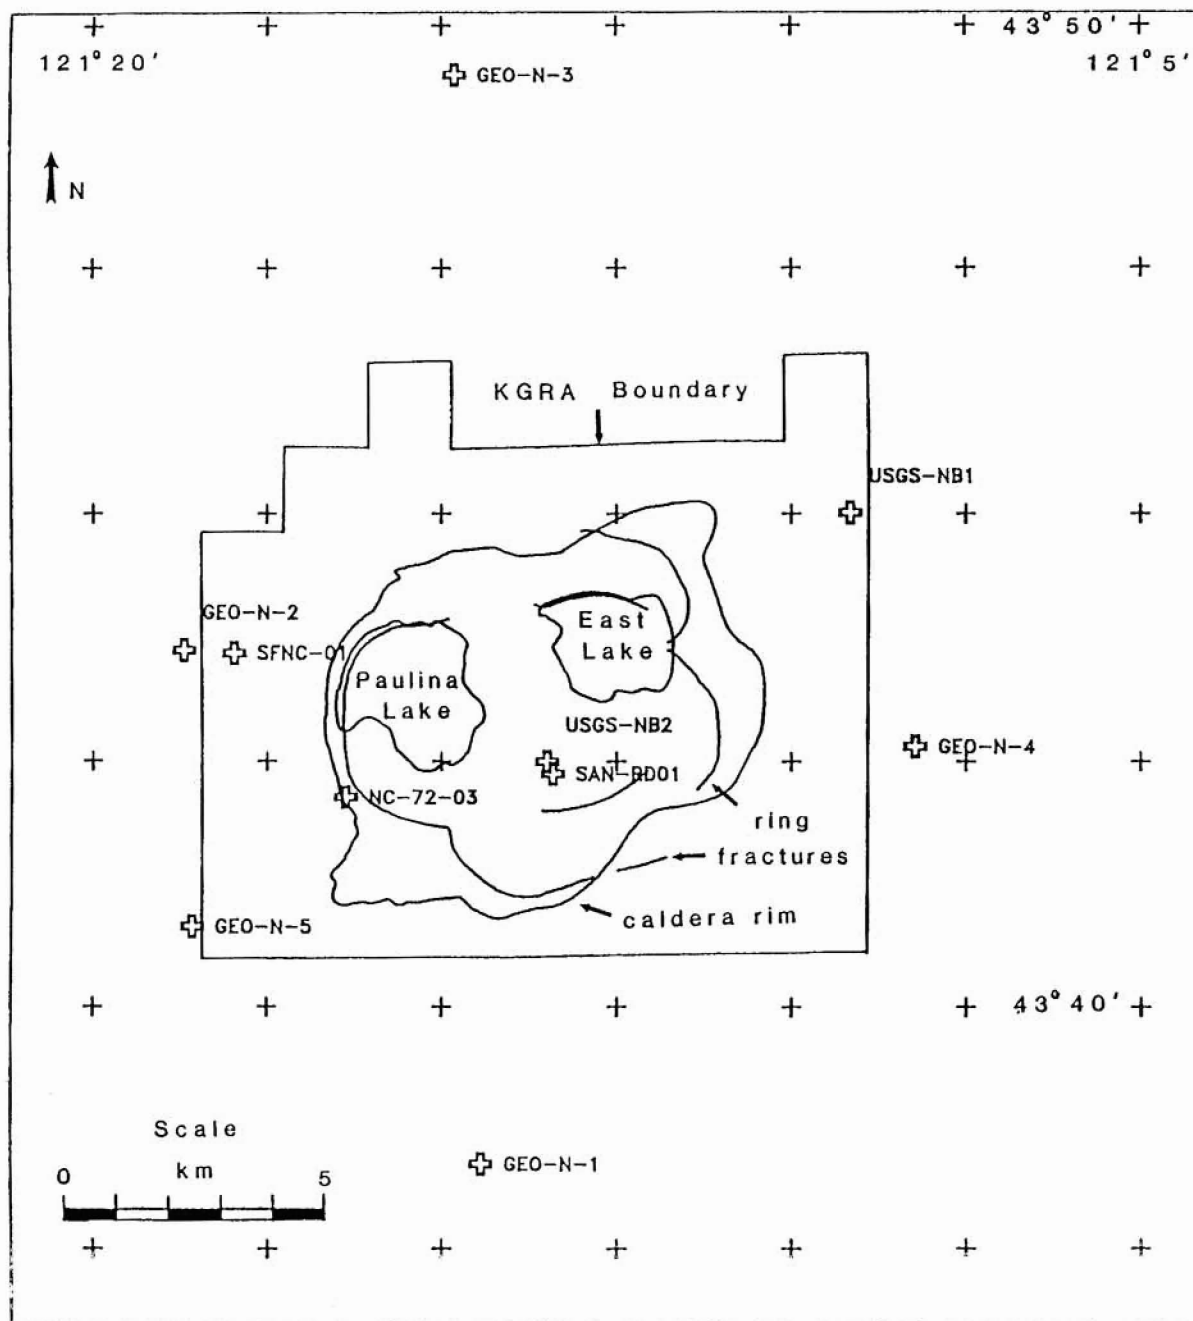 43° 50'
121° 20'
121° 5'
GEO-N-3
N
KGRA Boundary
USGS-NB1
GEO-N-2
SFNC-01
East
Lake
Paulina
Lake
USGS-NB2
GEO-N-4
SAN-RDO1
NC-72-03
ring
fractures
caldera rim
GEO-N-5
43° 40'
Scale
km
0 5
GEO-N-1